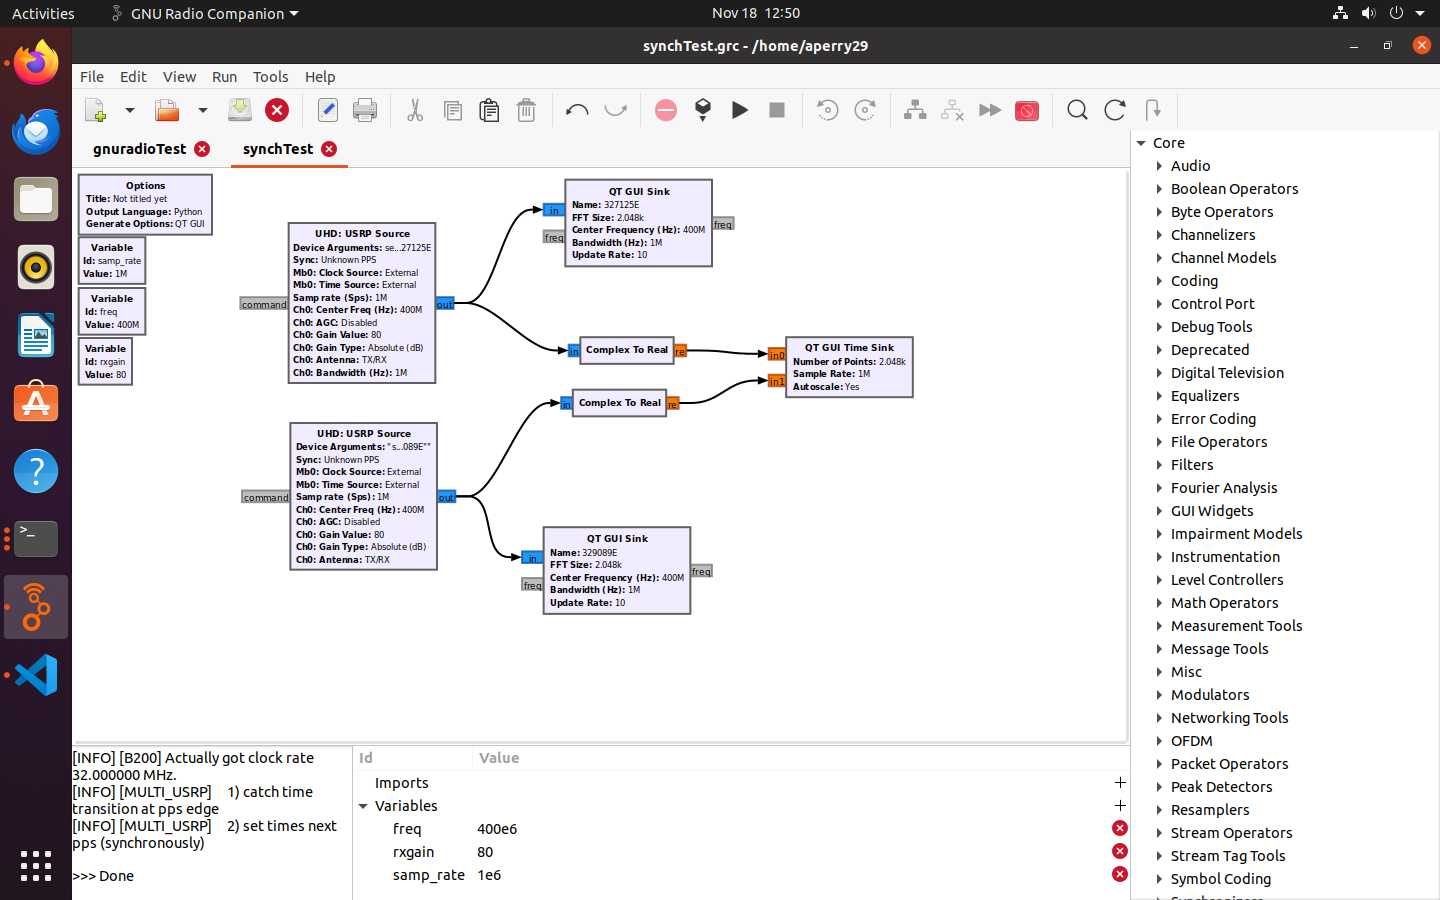 Activities
GNU Radio Companion
Nov 18 12:50
synchTest.grc - /home/aperry29
File Edit View Run Tools Help
gnuradioTest
synchTest
Options
Title: Not titled yet
Output Language: Python
Generate Options: QT GUI
Variable
Id: samp_rate
Value: 1M
Variable
Id: freq
Value: 400M
Variable
Id: rxgain
Value: 80
UHD: USRP Source
Device Arguments: se...27125E
Sync: Unknown PPS
Mb0: Clock Source: External
Mb0: Time Source: External
Samp rate (Sps): 1M
Ch0: Center Freq (Hz): 400M
Ch0: AGC: Disabled
Ch0: Gain Value: 80
Ch0: Gain Type: Absolute (dB)
Ch0: Antenna: TX/RX
Ch0: Bandwidth (Hz): 1M
command
out
QT GUI Sink
Name: 327125E
FFT Size: 2.048k
Center Frequency (Hz): 400M
Bandwidth (Hz): 1M
Update Rate: 10
in
freq
freq
in
Complex To Real
re
in
Complex To Real
re
in0
in1
QT GUI Time Sink
Number of Points: 2.048k
Sample Rate: 1M
Autoscale: Yes
UHD: USRP Source
Device Arguments: "s...089E""
Sync: Unknown PPS
Mb0: Clock Source: External
Mb0: Time Source: External
Samp rate (Sps): 1M
Ch0: Center Freq (Hz): 400M
Ch0: AGC: Disabled
Ch0: Gain Value: 80
Ch0: Gain Type: Absolute (dB)
Ch0: Antenna: TX/RX
command
out
QT GUI Sink
Name: 329089E
FFT Size: 2.048k
Center Frequency (Hz): 400M
Bandwidth (Hz): 1M
Update Rate: 10
in
freq
freq
[INFO] [B200] Actually got clock rate
32.000000 MHz.
[INFO] [MULTI_USRP] 1) catch time
transition at pps edge
[INFO] [MULTI_USRP] 2) set times next
pps (synchronously)
>>> Done
Id Value
Imports
Variables
freq 400e6
rxgain 80
samp_rate 1e6
Core
Audio
Boolean Operators
Byte Operators
Channelizers
Channel Models
Coding
Control Port
Debug Tools
Deprecated
Digital Television
Equalizers
Error Coding
File Operators
Filters
Fourier Analysis
GUI Widgets
Impairment Models
Instrumentation
Level Controllers
Math Operators
Measurement Tools
Message Tools
Misc
Modulators
Networking Tools
OFDM
Packet Operators
Peak Detectors
Resamplers
Stream Operators
Stream Tag Tools
Symbol Coding